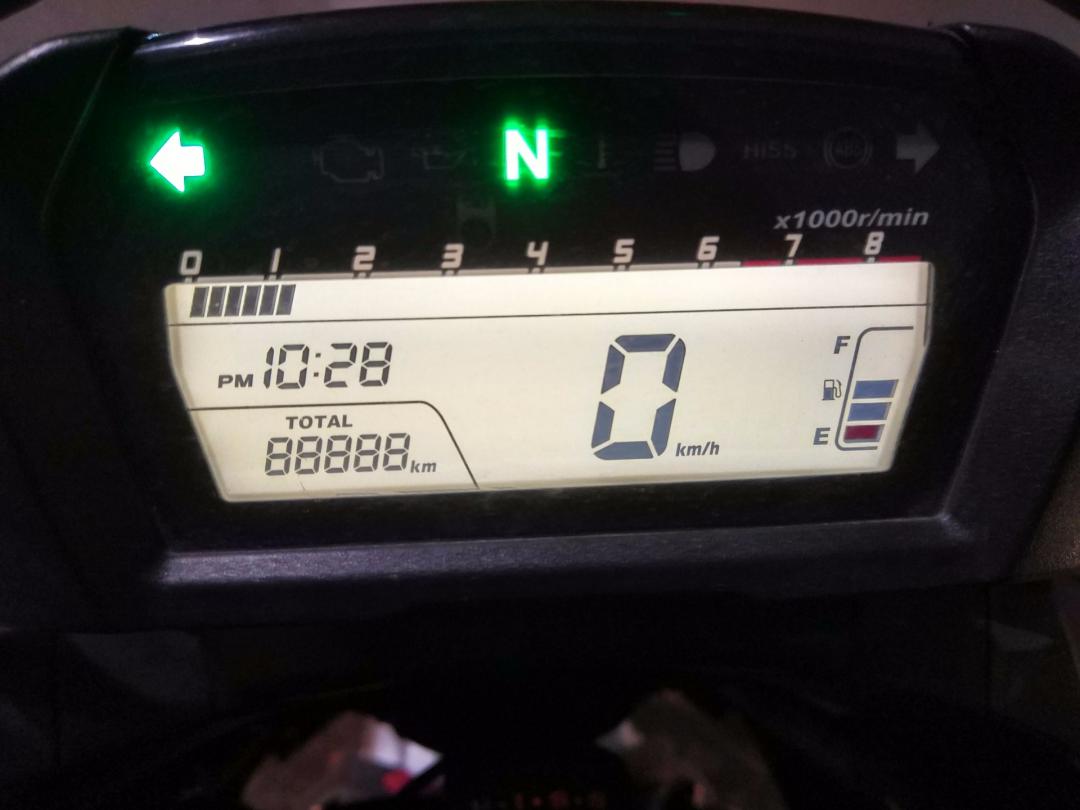 N
HISS ABS
x1000r/min
0 1 2 3 4 5 6 7 8
PM 10:28
0 km/h
F
E
TOTAL
88888 km